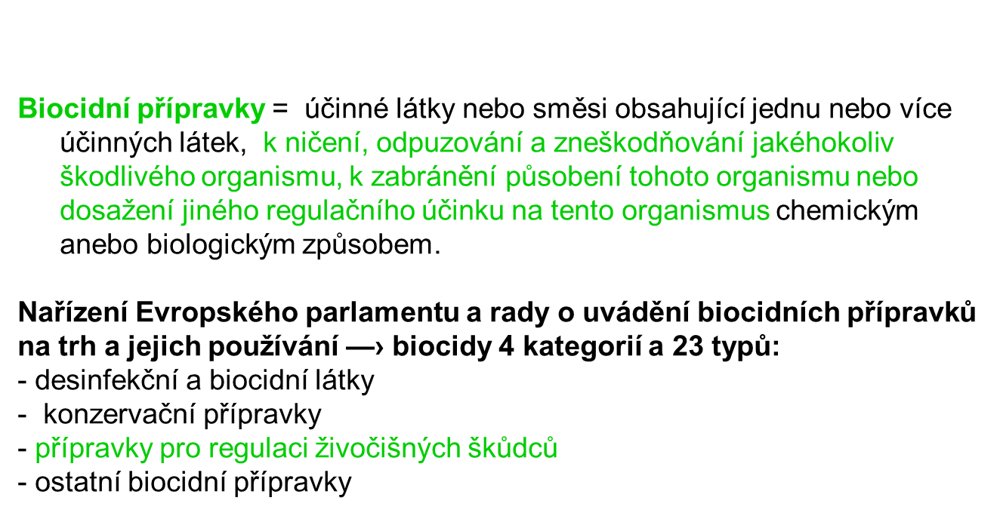 Biocidní přípravky = účinné látky nebo směsi obsahující jednu nebo více
účinných látek, k ničení, odpuzování a zneškodňování jakéhokoliv
škodlivého organismu, k zabránění působení tohoto organismu nebo
dosažení jiného regulačního účinku na tento organismus chemickým
anebo biologickým způsobem.
Nařízení Evropského parlamentu a rady o uvádění biocidních přípravků
na trh a jejich používání —› biocidy 4 kategorií a 23 typů:
- desinfekční a biocidní látky
- konzervační přípravky
- přípravky pro regulaci živočišných škůdců
- ostatní biocidní přípravky